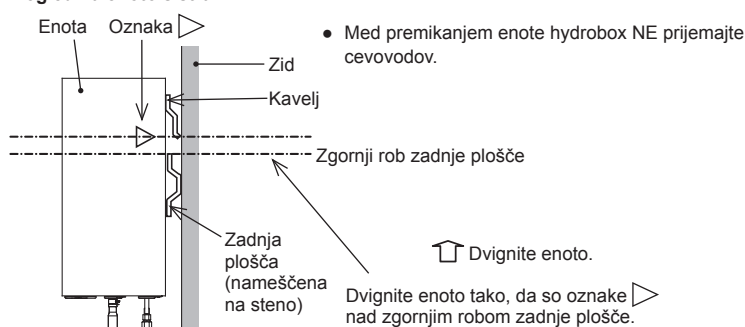 Enota
Oznaka
● Med premikanjem enote hydrobox NE prijemajte
cevovodov.
Zid
Kavelj
Zgornji rob zadnje plošče
Zadnja
plošča
(nameščena
na steno)
Dvignite enoto.
Dvignite enoto tako, da so oznake
nad zgornjim robom zadnje plošče.